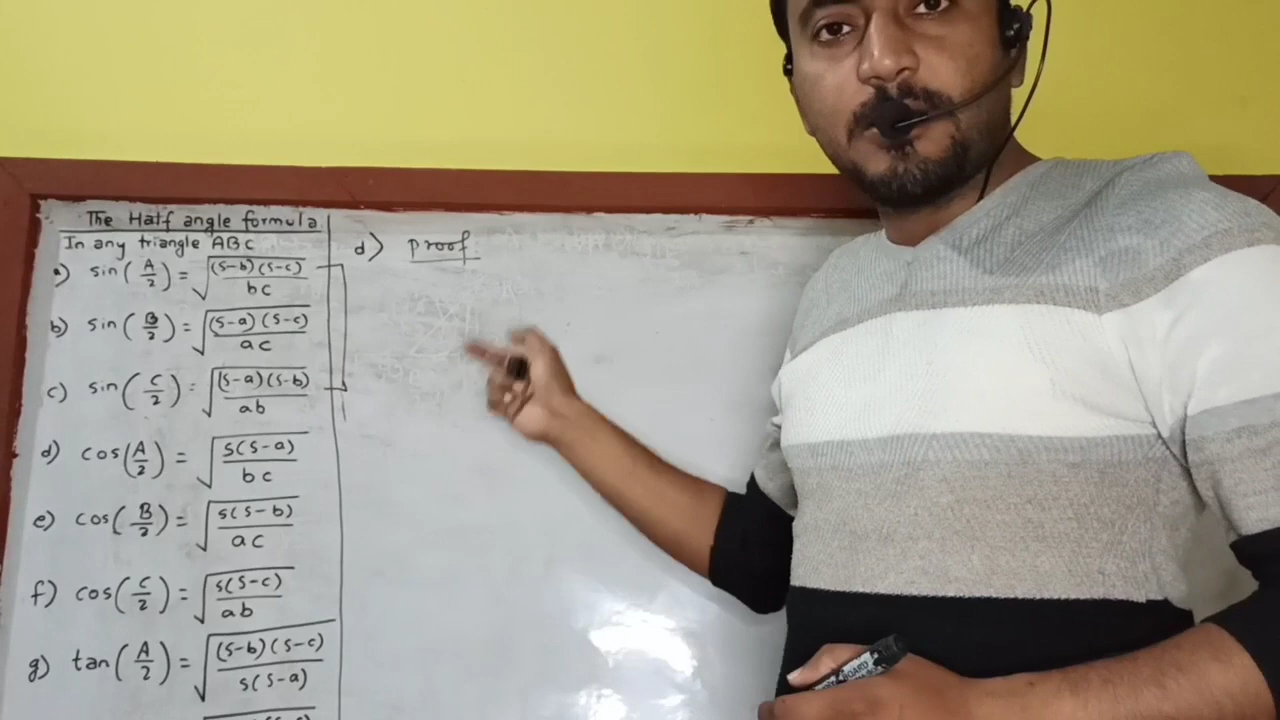 The Half angle formula
In any triangle ABC
a) sin(A/2) = √((s-b)(s-c)/bc)
b) sin(B/2) = √((s-a)(s-c)/ac)
c) sin(C/2) = √((s-a)(s-b)/ab)
d) cos(A/2) = √(s(s-a)/bc)
e) cos(B/2) = √(s(s-b)/ac)
f) cos(C/2) = √(s(s-c)/ab)
g) tan(A/2) = √((s-b)(s-c)/s(s-a))
d) proof